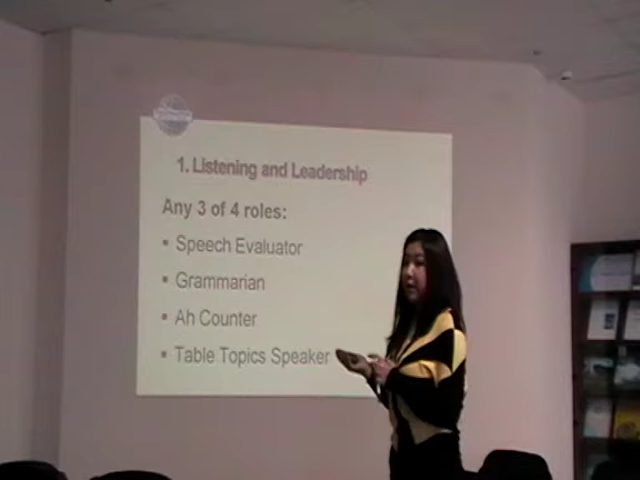 1. Listening and Leadership
Any 3 of 4 roles:
▪ Speech Evaluator
▪ Grammarian
▪ Ah Counter
▪ Table Topics Speaker